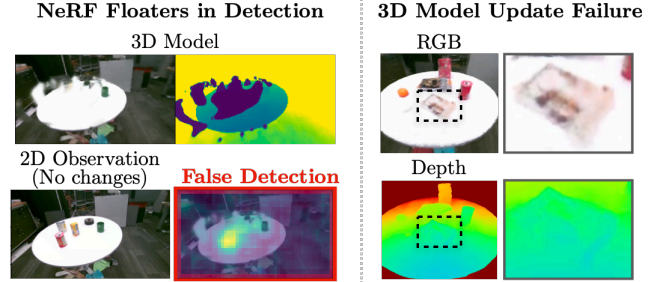 NeRF Floaters in Detection
3D Model
2D Observation
(No changes)
False Detection
3D Model Update Failure
RGB
Depth